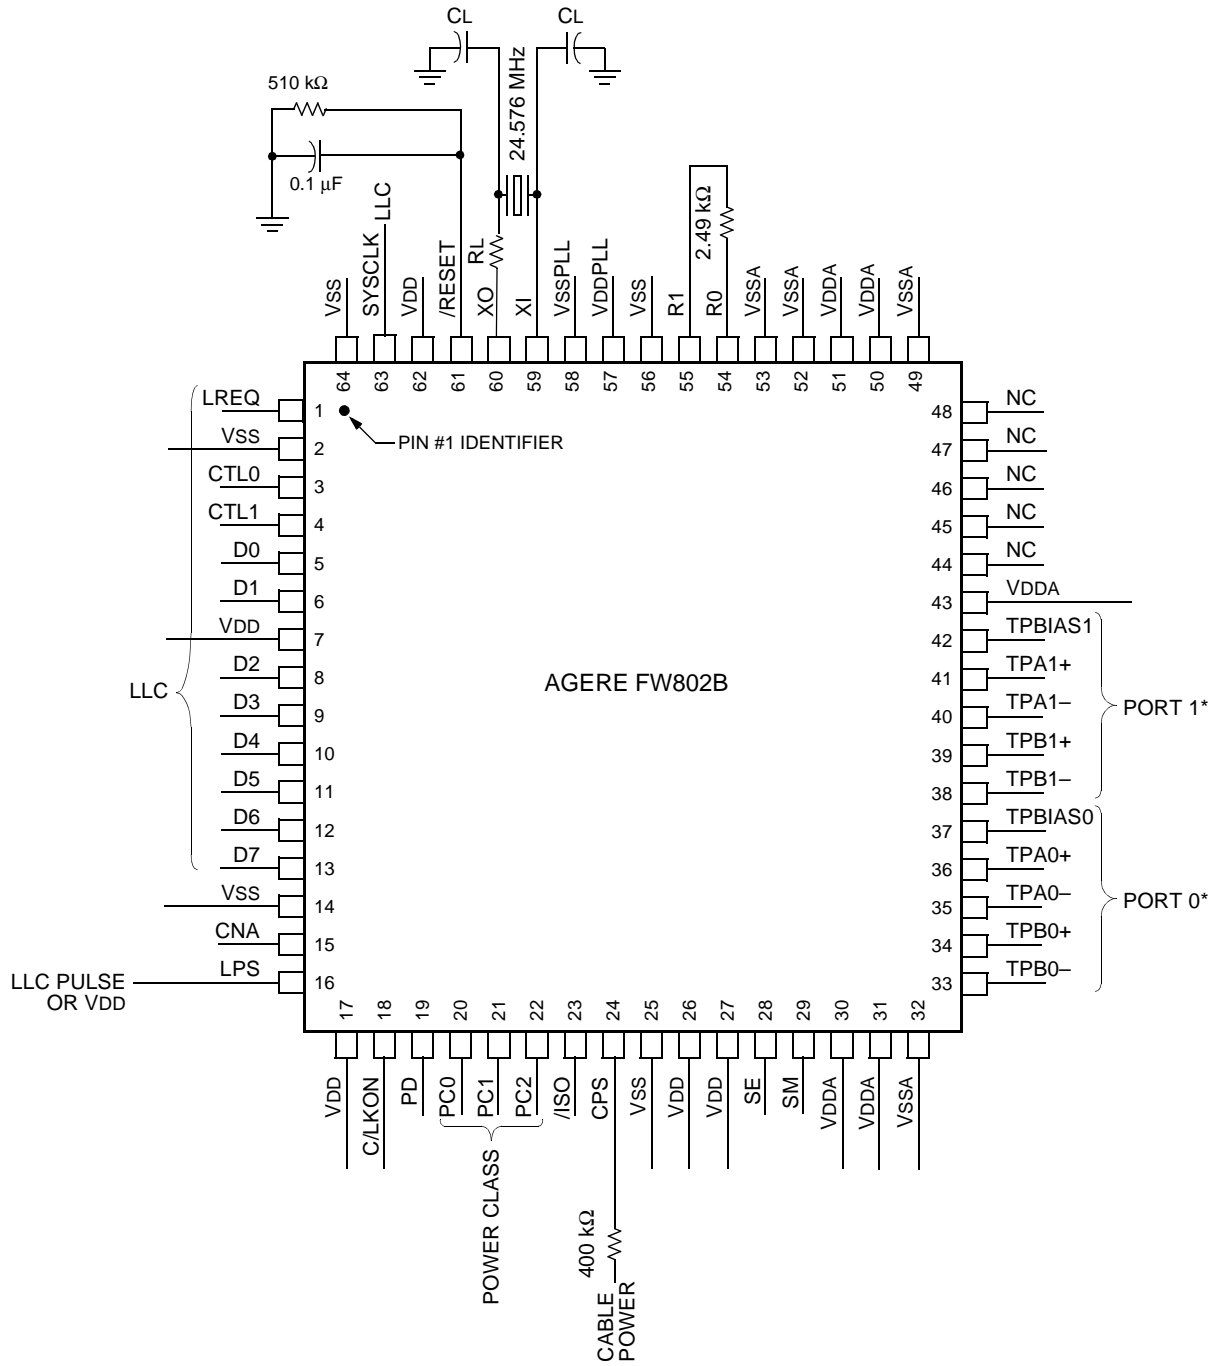 CL
CL
24.576 MHz
510 kΩ
0.1 μF
2.49 kΩ
VSS
SYSCLK
LLC
VDD
/RESET
XO
RL
XI
VSSPLL
VDDPLL
VSS
R1
R0
VSSA
VSSA
VDDA
VDDA
VSSA
64
63
62
61
60
59
58
57
56
55
54
53
52
51
50
49
LREQ
1
VSS
2
CTL0
3
CTL1
4
D0
5
D1
6
VDD
7
D2
8
D3
9
D4
10
D5
11
D6
12
D7
13
VSS
14
CNA
15
LPS
16
LLC
LLC PULSE
OR VDD
PIN #1 IDENTIFIER
AGERE FW802B
48
NC
47
NC
46
NC
45
NC
44
NC
43
VDDA
42
TPBIAS1
41
TPA1+
40
TPA1–
39
TPB1+
38
TPB1–
37
TPBIAS0
36
TPA0+
35
TPA0–
34
TPB0+
33
TPB0–
PORT 1*
PORT 0*
17
18
19
20
21
22
23
24
25
26
27
28
29
30
31
32
VDD
C/LKON
PD
PC0
PC1
PC2
/ISO
CPS
VSS
VDD
VDD
SE
SM
VDDA
VDDA
VSSA
POWER CLASS
400 kΩ
CABLE
POWER